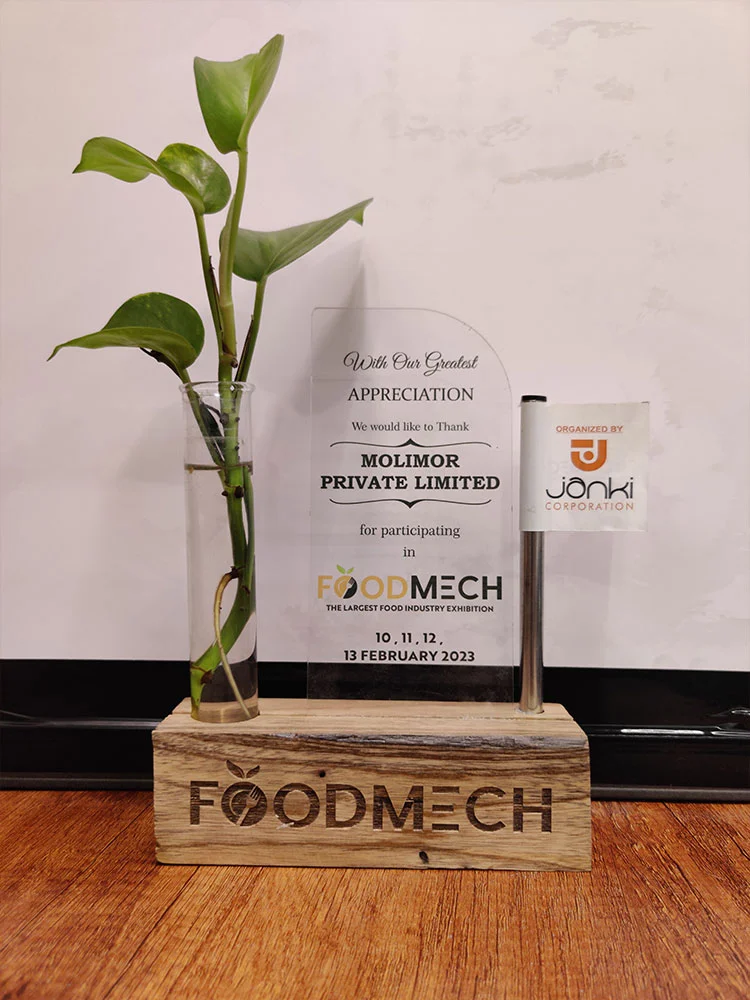 With Our Greatest
APPRECIATION
We would like to Thank
MOLIMOR
PRIVATE LIMITED
for participating
in
FOODMECH
THE LARGEST FOOD INDUSTRY EXHIBITION
10 , 11 , 12 ,
13 FEBRUARY 2023
ORGANIZED BY
Janki
CORPORATION
FOODMECH